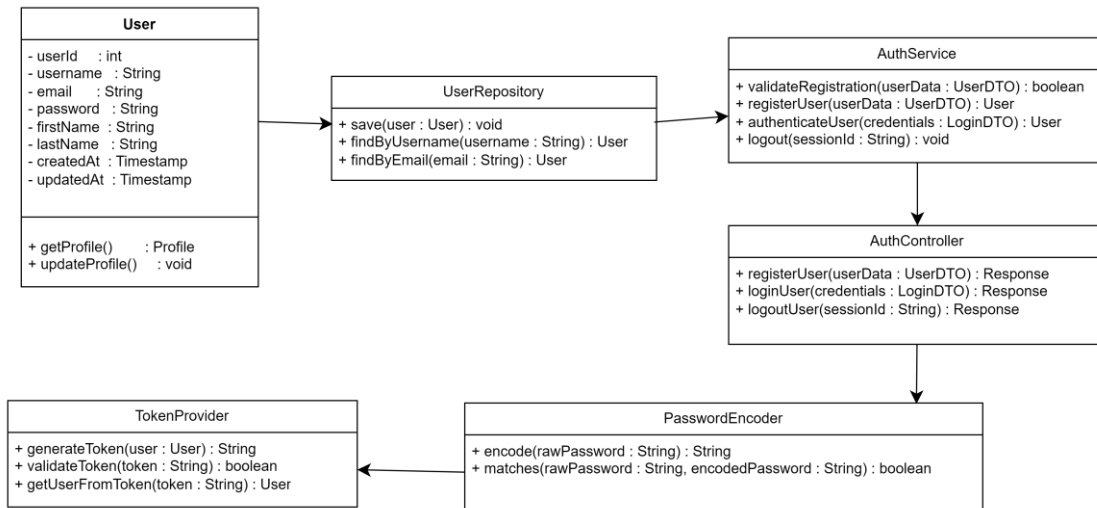 User
- userId : int
- username : String
- email : String
- password : String
- firstName : String
- lastName : String
- createdAt : Timestamp
- updatedAt : Timestamp
+ getProfile() : Profile
+ updateProfile() : void
UserRepository
+ save(user : User) : void
+ findByUsername(username : String) : User
+ findByEmail(email : String) : User
AuthService
+ validateRegistration(userData : UserDTO) : boolean
+ registerUser(userData : UserDTO) : User
+ authenticateUser(credentials : LoginDTO) : User
+ logout(sessionId : String) : void
AuthController
+ registerUser(userData : UserDTO) : Response
+ loginUser(credentials : LoginDTO) : Response
+ logoutUser(sessionId : String) : Response
PasswordEncoder
+ encode(rawPassword : String) : String
+ matches(rawPassword : String, encodedPassword : String) : boolean
TokenProvider
+ generateToken(user : User) : String
+ validateToken(token : String) : boolean
+ getUserFromToken(token : String) : User